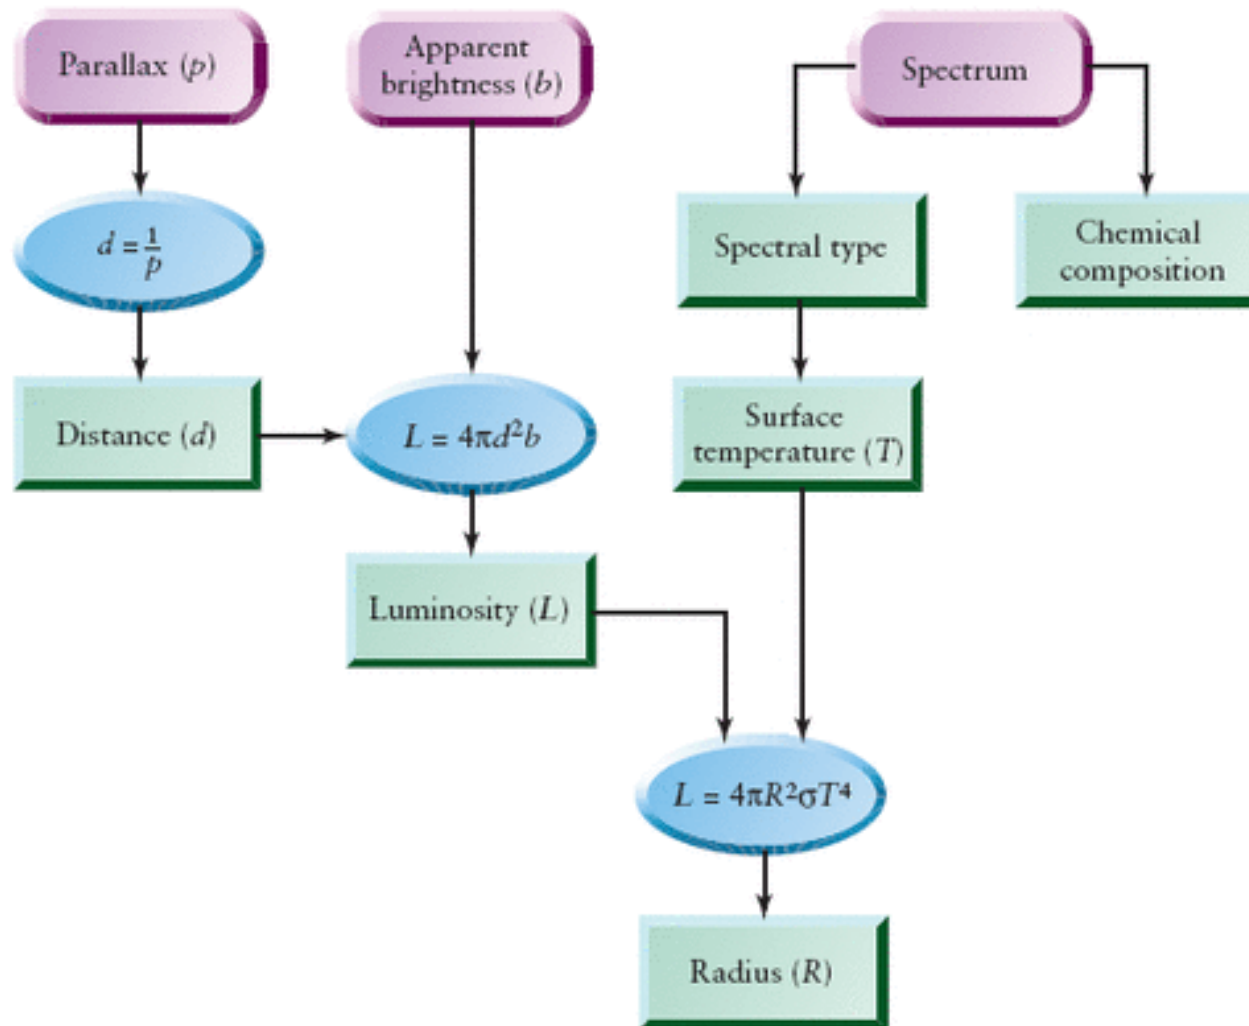 Parallax (p)
Apparent
brightness (b)
Spectrum
d = 1/p
Spectral type
Chemical
composition
Distance (d)
L = 4πd²b
Surface
temperature (T)
Luminosity (L)
L = 4πR²σT⁴
Radius (R)